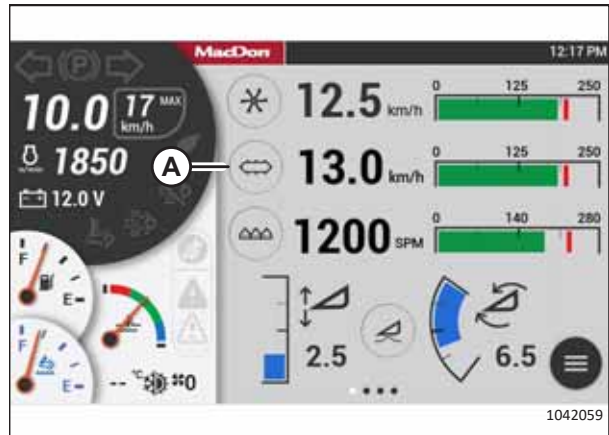 MacDon
12:17 PM
P
10.0 17 MAX km/h
n/min 1850
12.0 V
A
12.5 km/h
0 125 250
13.0 km/h
0 125 250
1200 SPM
0 140 280
F
E
F
E
-- °C 0
2.5
6.5
1042059